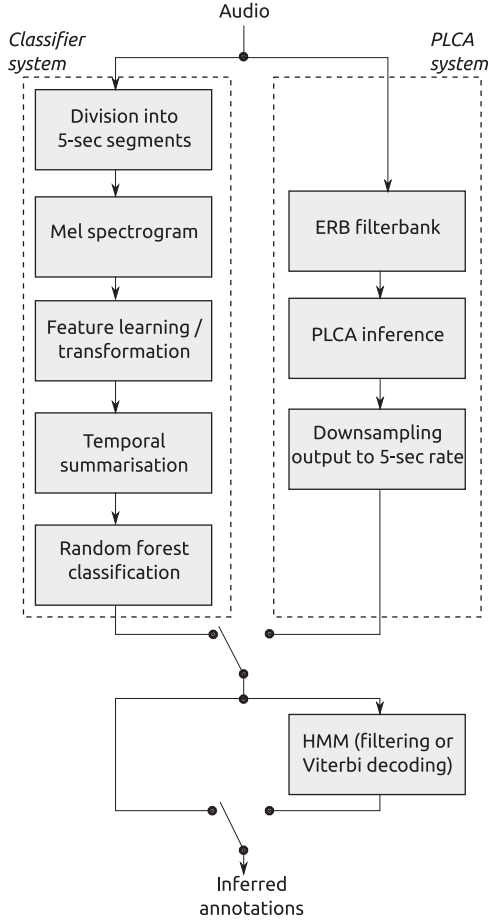 Audio
Classifier
system
PLCA
system
Division into
5-sec segments
Mel spectrogram
Feature learning /
transformation
Temporal
summarisation
Random forest
classification
ERB filterbank
PLCA inference
Downsampling
output to 5-sec rate
HMM (filtering or
Viterbi decoding)
Inferred
annotations